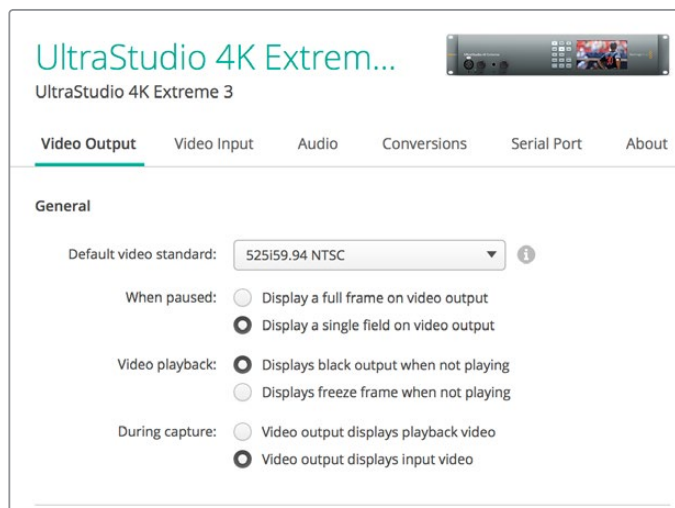 UltraStudio 4K Extrem...
UltraStudio 4K Extreme 3
Video Output Video Input Audio Conversions Serial Port About
General
Default video standard: 525i59.94 NTSC
When paused: Display a full frame on video output
Display a single field on video output
Video playback: Displays black output when not playing
Displays freeze frame when not playing
During capture: Video output displays playback video
Video output displays input video